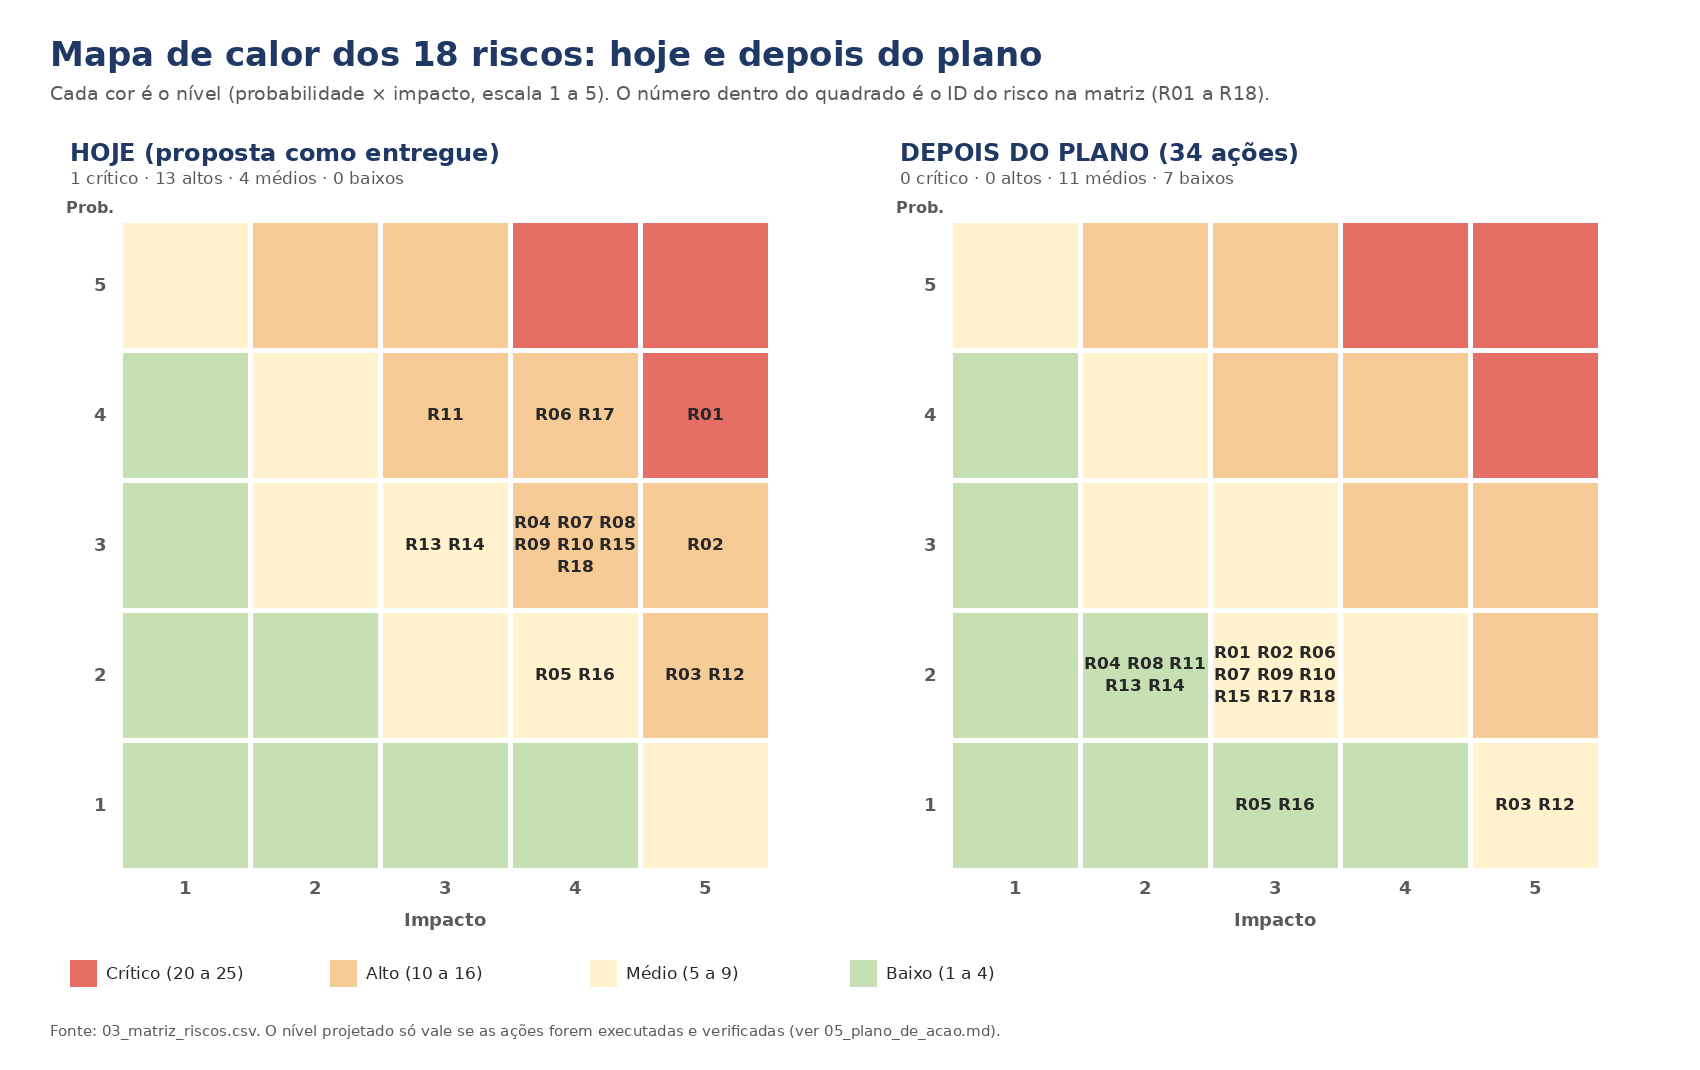 Mapa de calor dos 18 riscos: hoje e depois do plano
Cada cor é o nível (probabilidade × impacto, escala 1 a 5). O número dentro do quadrado é o ID do risco na matriz (R01 a R18).
HOJE (proposta como entregue)
1 crítico · 13 altos · 4 médios · 0 baixos
Prob.
5
4
R11
R06 R17
R01
3
R13 R14
R04 R07 R08
R09 R10 R15
R18
R02
2
R05 R16
R03 R12
1
1
2
3
4
5
Impacto
DEPOIS DO PLANO (34 ações)
0 crítico · 0 altos · 11 médios · 7 baixos
Prob.
5
4
3
2
R04 R08 R11
R13 R14
R01 R02 R06
R07 R09 R10
R15 R17 R18
1
R05 R16
R03 R12
1
2
3
4
5
Impacto
Crítico (20 a 25)
Alto (10 a 16)
Médio (5 a 9)
Baixo (1 a 4)
Fonte: 03_matriz_riscos.csv. O nível projetado só vale se as ações forem executadas e verificadas (ver 05_plano_de_acao.md).